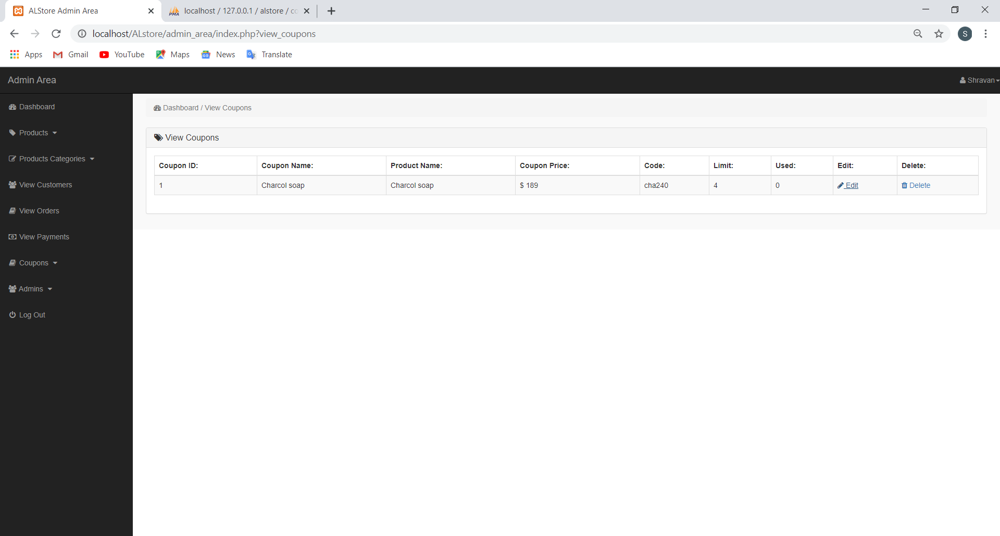 ALStore Admin Area
PMA localhost / 127.0.0.1 / alstore / co
localhost/ALstore/admin_area/index.php?view_coupons
S
Apps Gmail YouTube Maps News Translate
Admin Area
Shravan
Dashboard
Products
Products Categories
View Customers
View Orders
View Payments
Coupons
Admins
Log Out
Dashboard / View Coupons
View Coupons
Coupon ID: Coupon Name: Product Name: Coupon Price: Code: Limit: Used: Edit: Delete:
1 Charcol soap Charcol soap $ 189 cha240 4 0 Edit Delete